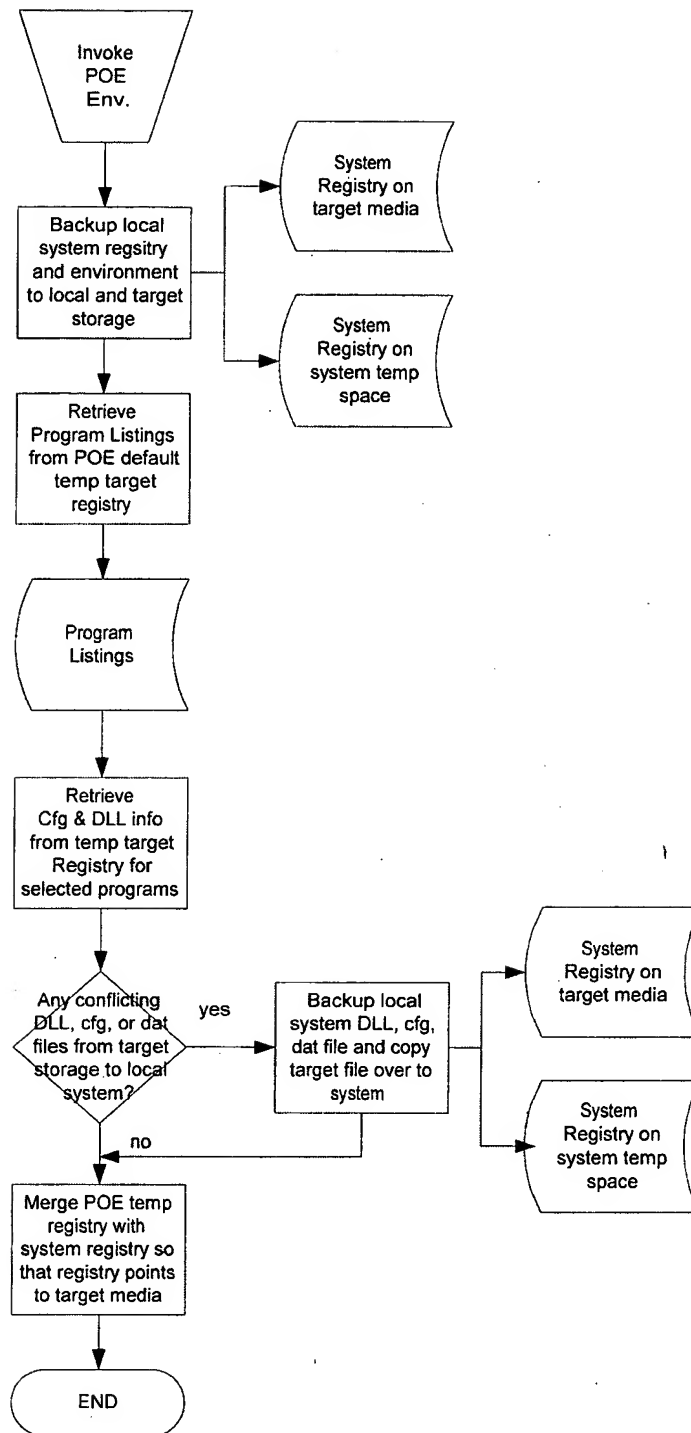 Invoke
POE
Env.
System
Registry on
target media
Backup local
system regsitry
and environment
to local and target
storage
System
Registry on
system temp
space
Retrieve
Program Listings
from POE default
temp target
registry
Program
Listings
Retrieve
Cfg & DLL info
from temp target
Registry for
selected programs
Any conflicting
DLL, cfg, or dat
files from target
storage to local
system?
yes
no
Backup local
system DLL, cfg,
dat file and copy
target file over to
system
System
Registry on
target media
System
Registry on
system temp
space
Merge POE temp
registry with
system registry so
that registry points
to target media
END